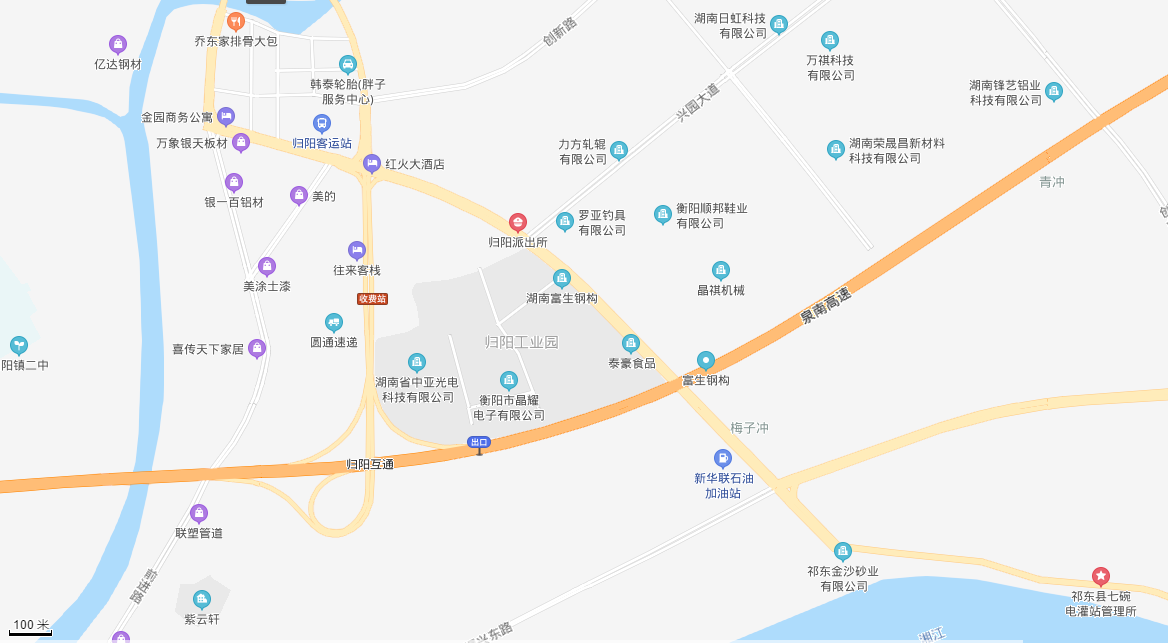 乔东家排骨大包
亿达钢材
创新路
湖南日虹科技
有限公司
万祺科技
有限公司
韩泰轮胎(胖子
服务中心)
湖南锋艺铝业
科技有限公司
兴园大道
金园商务公寓
归阳客运站
万象银天板材
力方轧辊
有限公司
湖南荣晟昌新材料
科技有限公司
红火大酒店
青冲
银一百铝材
美的
罗亚钓具
有限公司
衡阳顺邦鞋业
有限公司
归阳派出所
往来客栈
美涂士漆
晶祺机械
收费站
湖南富生钢构
泉南高速
圆通速递
归阳工业园
喜传天下家居
泰豪食品
阳镇二中
湖南省中亚光电
科技有限公司
富生钢构
衡阳市晶耀
电子有限公司
梅子冲
出口
归阳互通
新华联石油
加油站
联塑管道
前进路
祁东金沙砂业
有限公司
祁东县七碗
电灌站管理所
紫云轩
100 米
兴东路
湘江